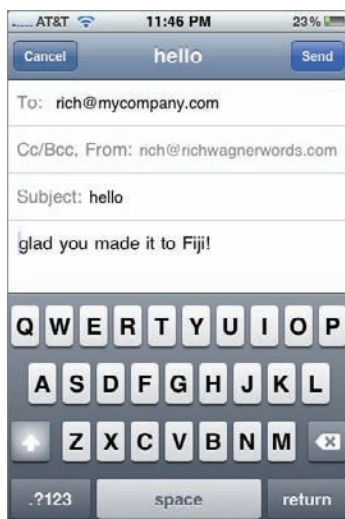 AT&T 11:46 PM 23%
Cancel hello Send
To: rich@mycompany.com
Cc/Bcc, From: rich@richwagnerwords.com
Subject: hello
glad you made it to Fiji!
Q W E R T Y U I O P
A S D F G H J K L
Z X C V B N M
.?123 space return